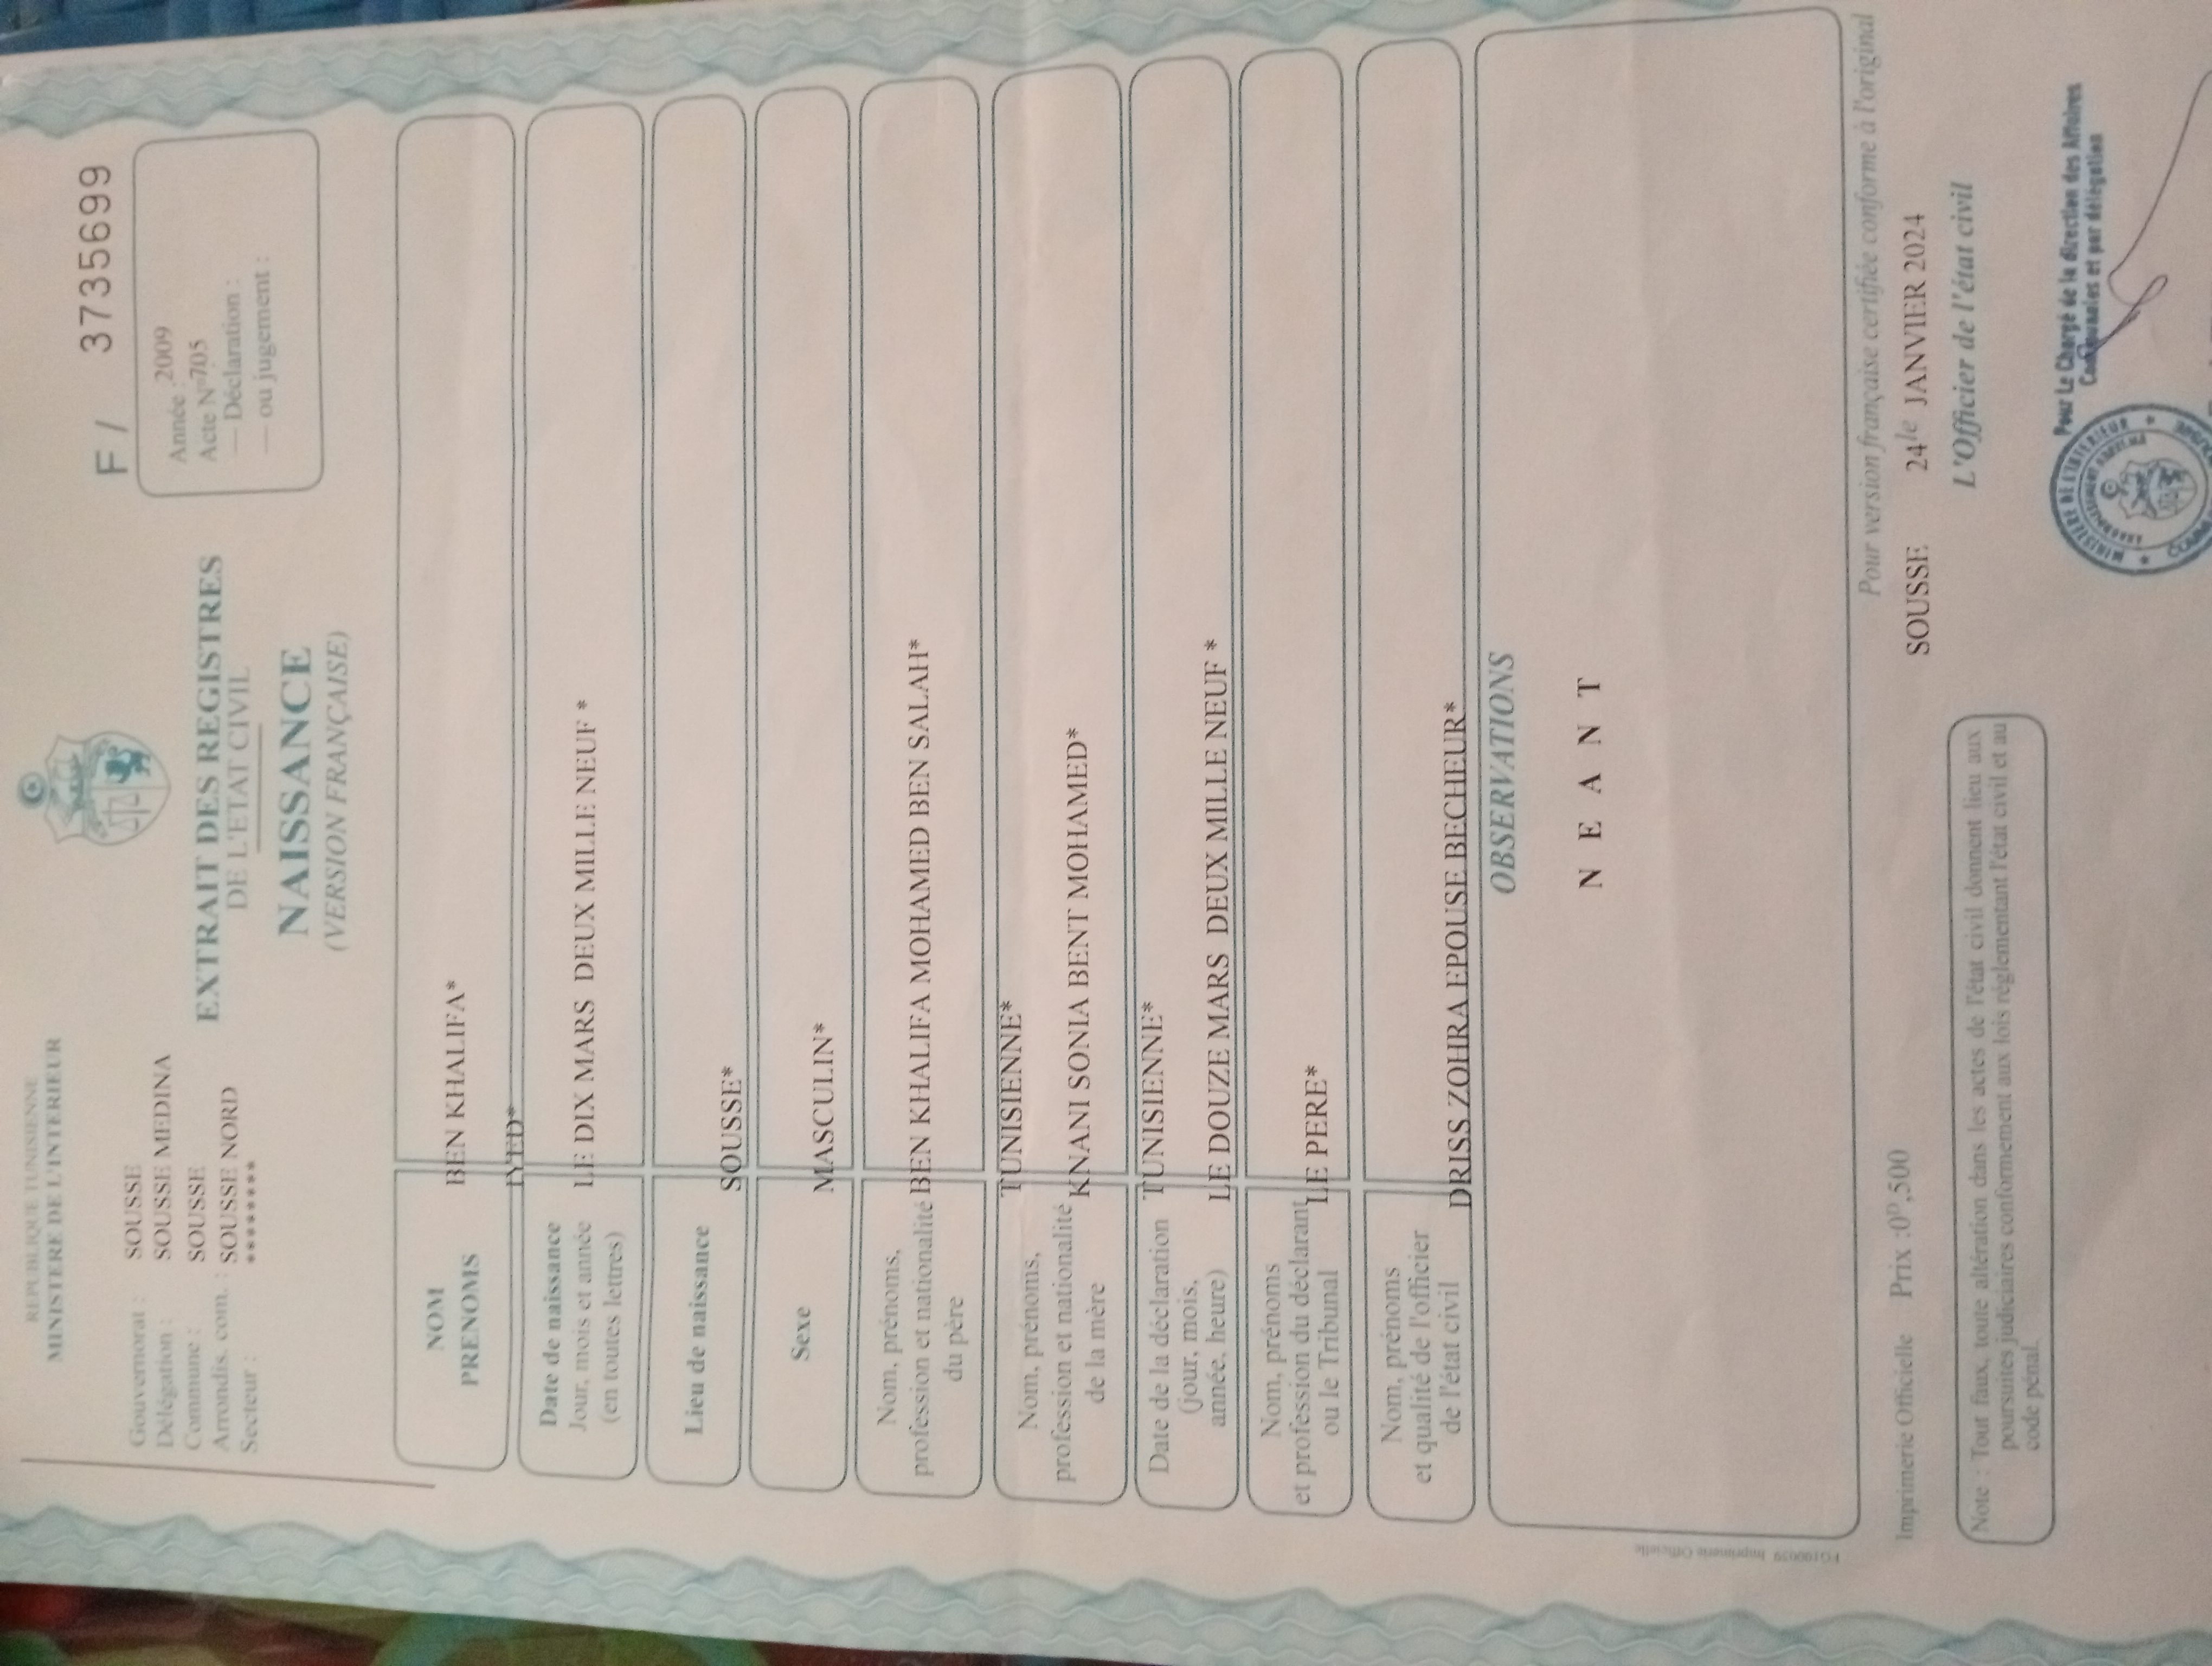 REPUBLIQUE TUNISIENNE
MINISTERE DE L'INTERIEUR
Gouvernorat : SOUSSE
Délégation : SOUSSE MEDINA
Commune : SOUSSE
Arrondis. com. : SOUSSE NORD
Secteur : ********
EXTRAIT DES REGISTRES
DE L'ETAT CIVIL
NAISSANCE
(VERSION FRANÇAISE)
F / 3735699
Année : 2009
Acte N° 705
— Déclaration :
— ou jugement :
NOM
PRENOMS
BEN KHALIFA*
IYED*
Date de naissance
Jour, mois et année
(en toutes lettres)
LE DIX MARS DEUX MILLE NEUF *
Lieu de naissance
SOUSSE*
Sexe
MASCULIN*
Nom, prénoms,
profession et nationalité
du père
BEN KHALIFA MOHAMED BEN SALAH*
TUNISIENNE*
Nom, prénoms,
profession et nationalité
de la mère
KNANI SONIA BENT MOHAMED*
TUNISIENNE*
Date de la déclaration
(jour, mois,
année, heure)
LE DOUZE MARS DEUX MILLE NEUF *
Nom, prénoms
et profession du déclarant
ou le Tribunal
LE PERE*
Nom, prénoms
et qualité de l'officier
de l'état civil
DRISS ZOHRA EPOUSE BECHEUR*
OBSERVATIONS
N E A N T
FG100039 Imprimerie Officielle
Pour version française certifiée conforme à l'original
Imprimerie Officielle Prix : 0ᴰ,500
SOUSSE 24 le JANVIER 2024
L'Officier de l'état civil
Note : Tout faux, toute altération dans les actes de l'état civil donnent lieu aux
poursuites judiciaires conformement aux lois réglementant l'état civil et au
code pénal.
Pour Le Chargé de la direction des Affaires
Communales et par délégation
MINISTERE DE L'INTERIEUR